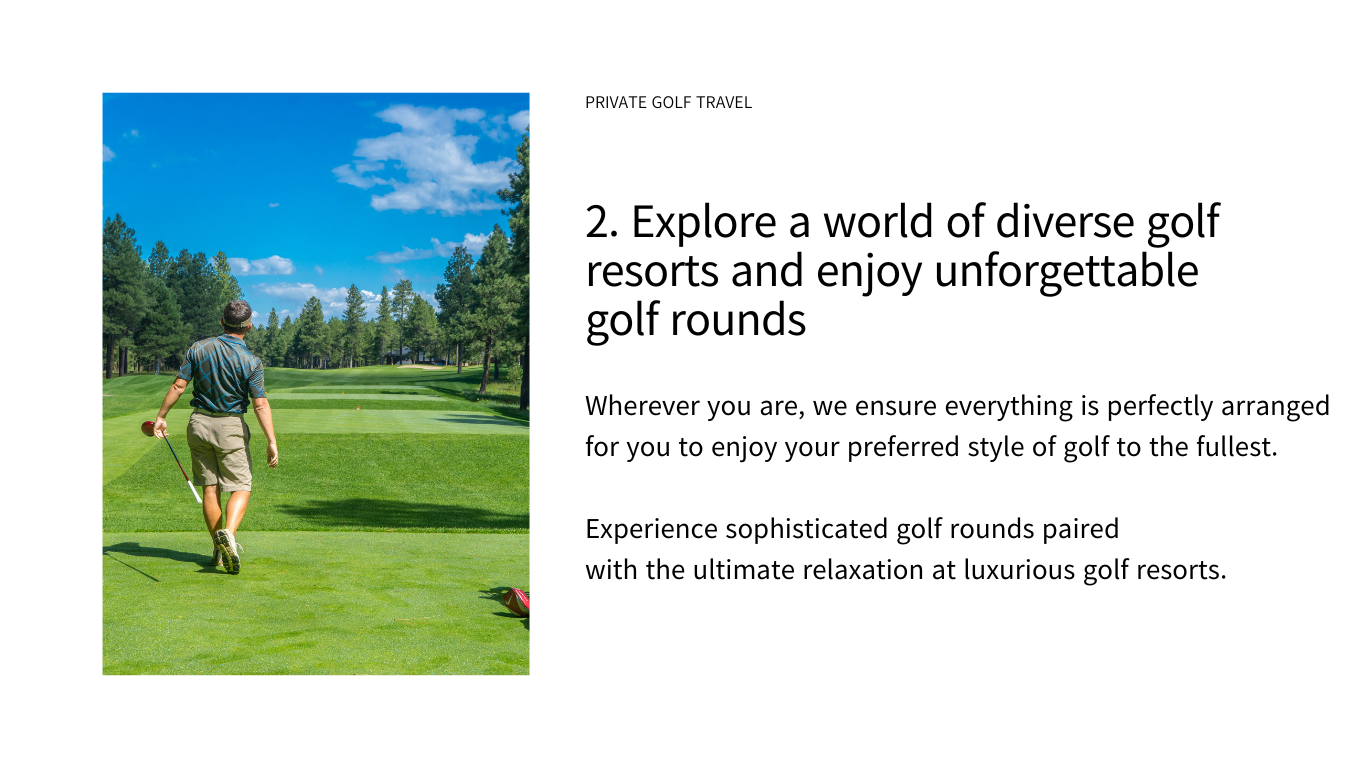 PRIVATE GOLF TRAVEL
2. Explore a world of diverse golf
resorts and enjoy unforgettable
golf rounds
Wherever you are, we ensure everything is perfectly arranged
for you to enjoy your preferred style of golf to the fullest.
Experience sophisticated golf rounds paired
with the ultimate relaxation at luxurious golf resorts.